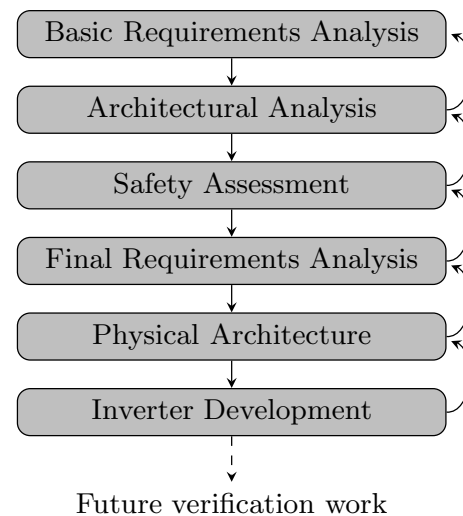 Basic Requirements Analysis
Architectural Analysis
Safety Assessment
Final Requirements Analysis
Physical Architecture
Inverter Development
Future verification work